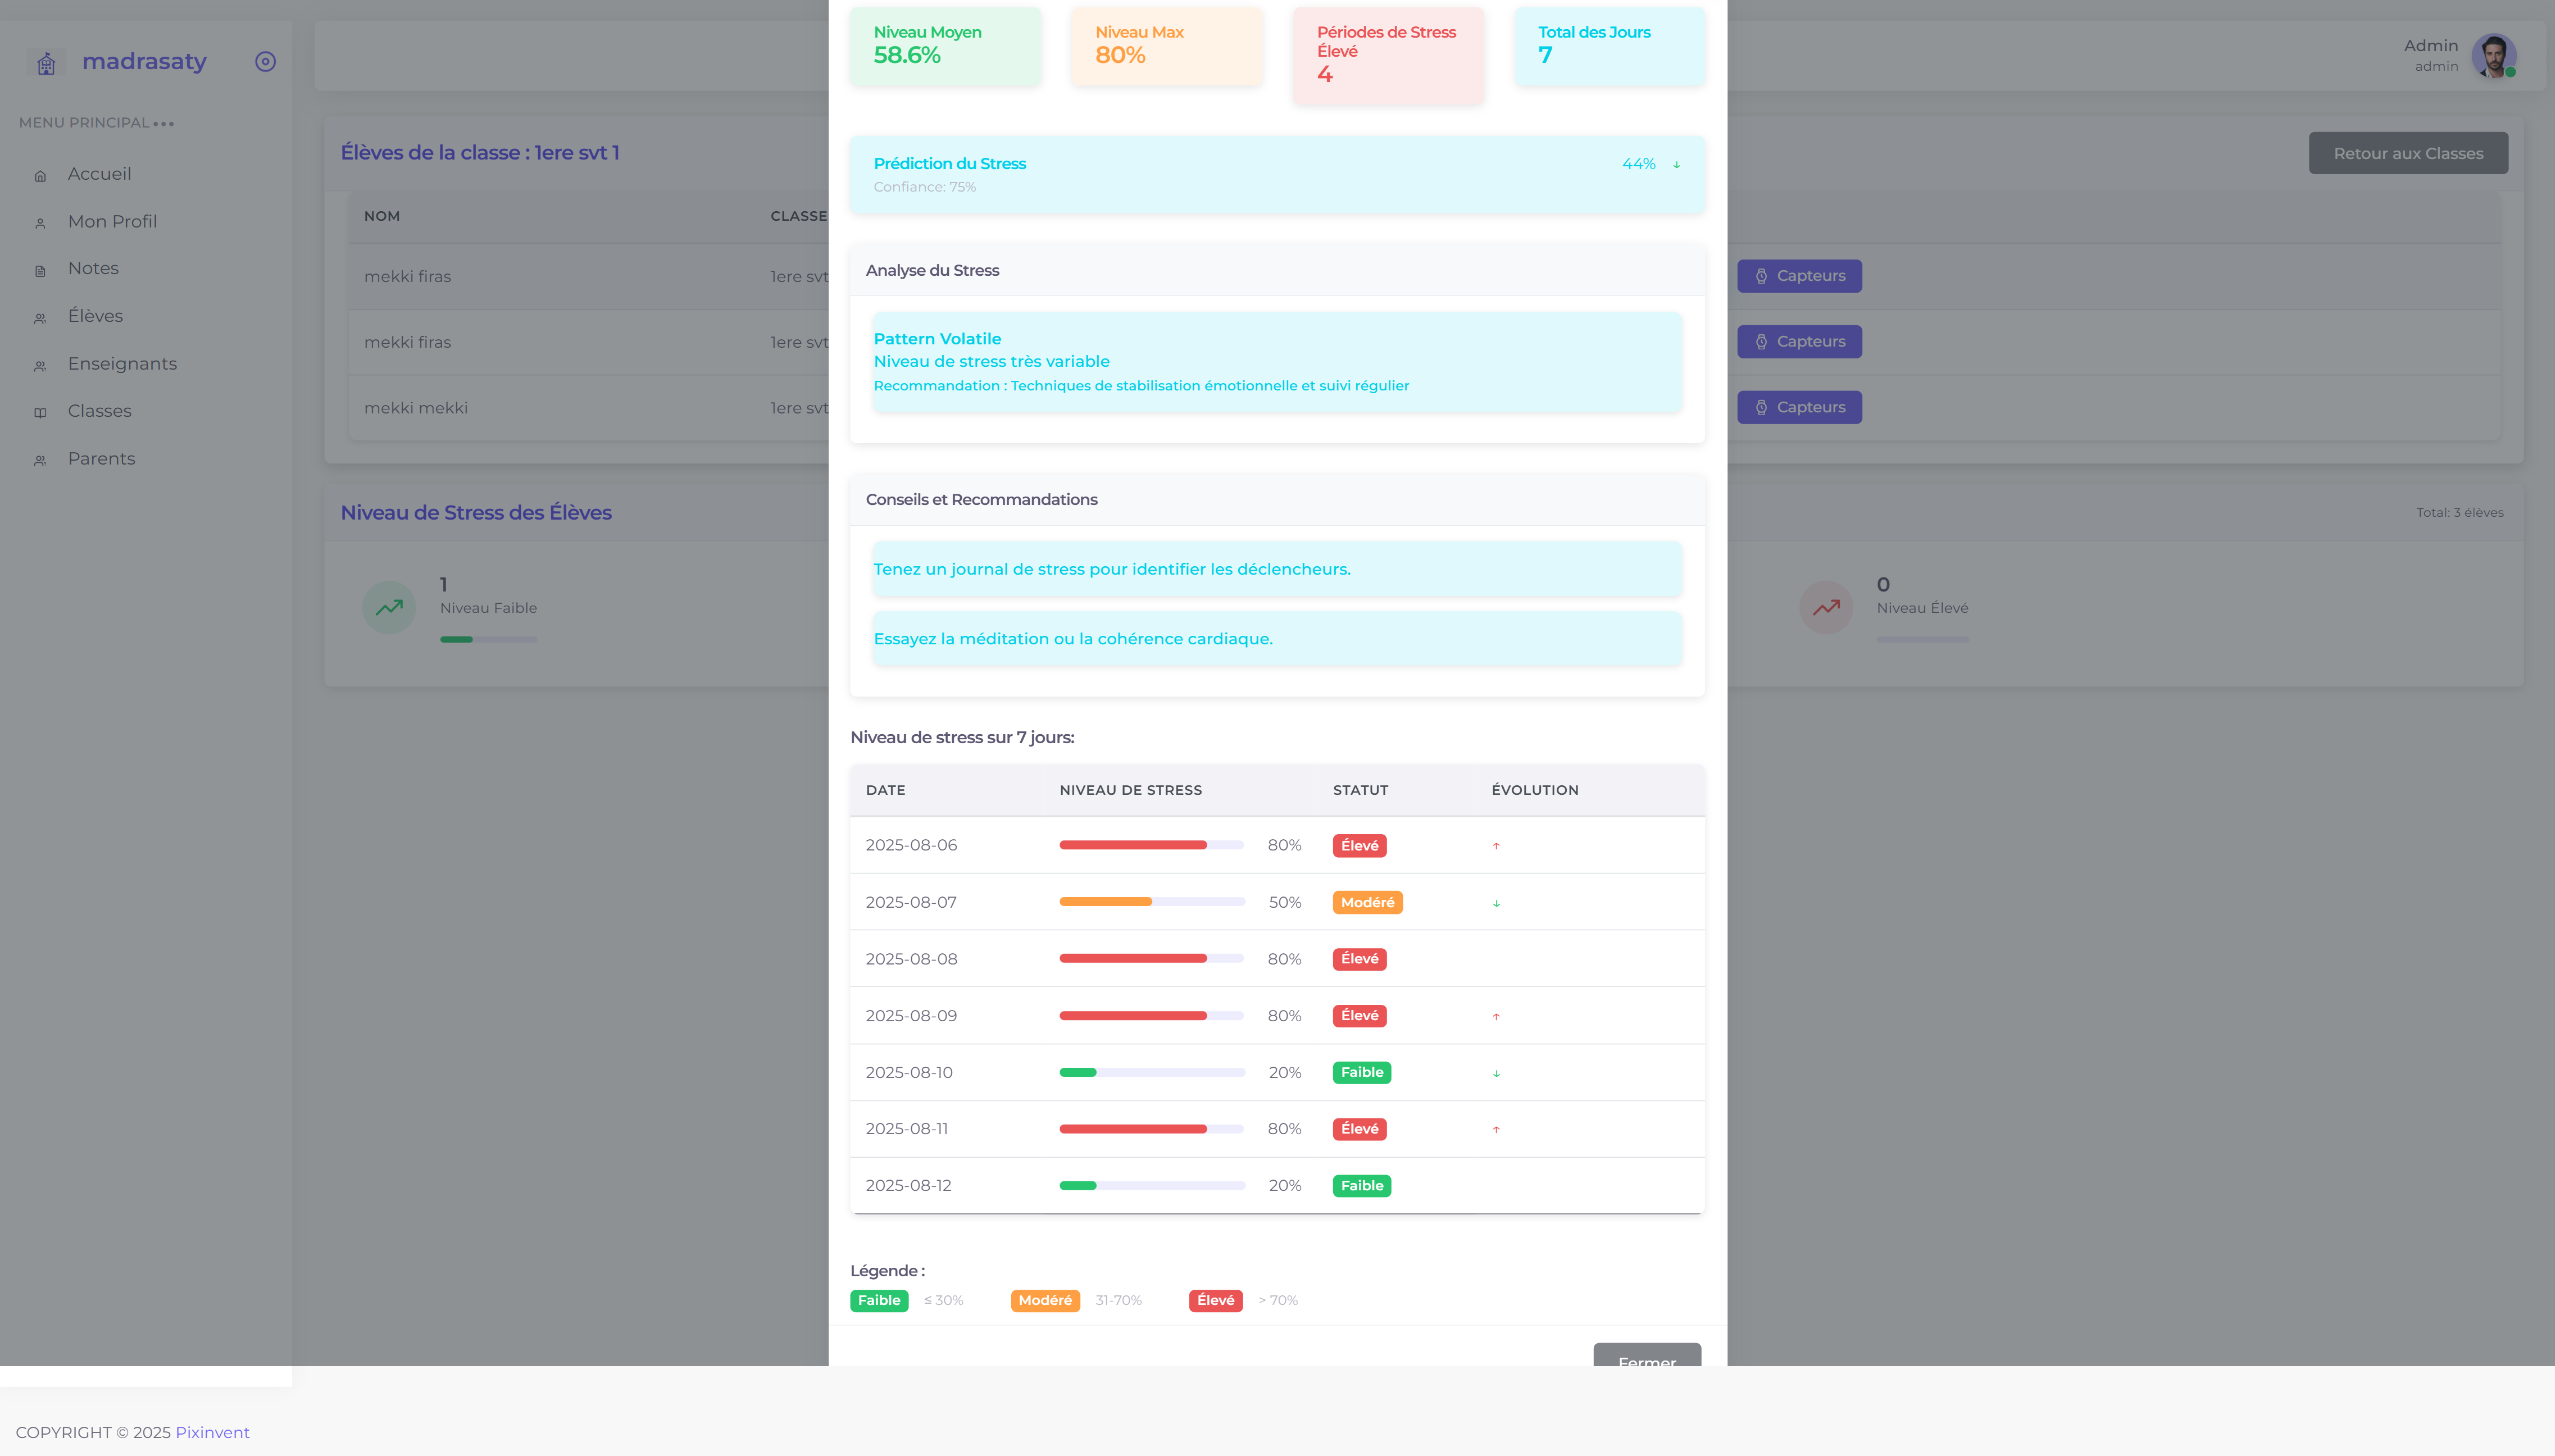 madrasaty
MENU PRINCIPAL
Accueil
Mon Profil
Notes
Élèves
Enseignants
Classes
Parents
Admin
admin
Élèves de la classe : 1ere svt 1
Retour aux Classes
NOM CLASSE
mekki firas 1ere svt Capteurs
mekki firas 1ere svt Capteurs
mekki mekki 1ere svt Capteurs
Niveau de Stress des Élèves
Total: 3 élèves
1
Niveau Faible
0
Niveau Élevé
Niveau Moyen
58.6%
Niveau Max
80%
Périodes de Stress
Élevé
4
Total des Jours
7
Prédiction du Stress 44% ↓
Confiance: 75%
Analyse du Stress
Pattern Volatile
Niveau de stress très variable
Recommandation : Techniques de stabilisation émotionnelle et suivi régulier
Conseils et Recommandations
Tenez un journal de stress pour identifier les déclencheurs.
Essayez la méditation ou la cohérence cardiaque.
Niveau de stress sur 7 jours:
DATE NIVEAU DE STRESS STATUT ÉVOLUTION
2025-08-06 80% Élevé ↑
2025-08-07 50% Modéré ↓
2025-08-08 80% Élevé
2025-08-09 80% Élevé ↑
2025-08-10 20% Faible ↓
2025-08-11 80% Élevé ↑
2025-08-12 20% Faible
Légende :
Faible ≤ 30% Modéré 31-70% Élevé > 70%
Fermer
COPYRIGHT © 2025 Pixinvent